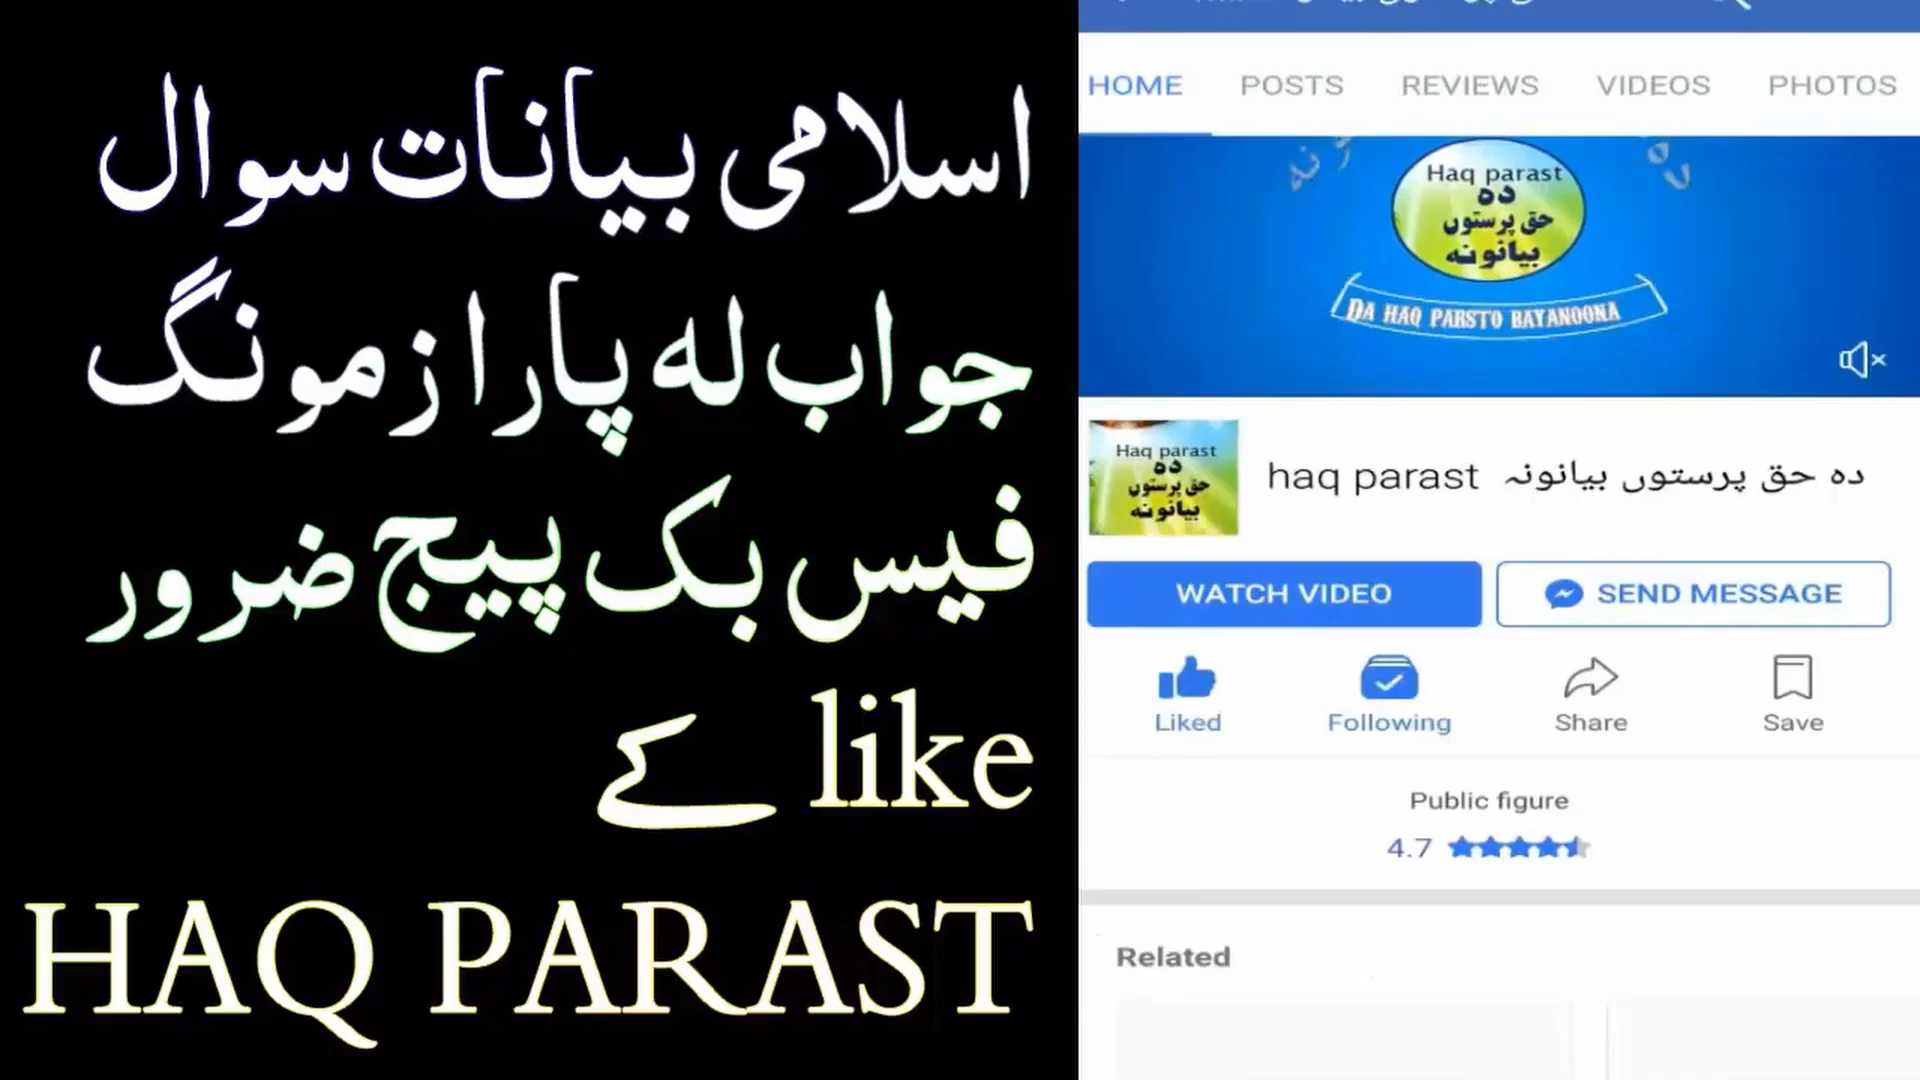 اسلامی بیانات سوال
جواب له پارا زمونگ
فیس بک پیج ضرور
like کے
HAQ PARAST
HOME POSTS REVIEWS VIDEOS PHOTOS
Haq parast
ده
حق پرستوں
بیانونه
DA HAQ PARSTO BAYANOONA
Haq parast
ده
حق پرستوں
بیانونه
haq parast ده حق پرستوں بیانونہ
WATCH VIDEO SEND MESSAGE
Liked Following Share Save
Public figure
4.7
Related